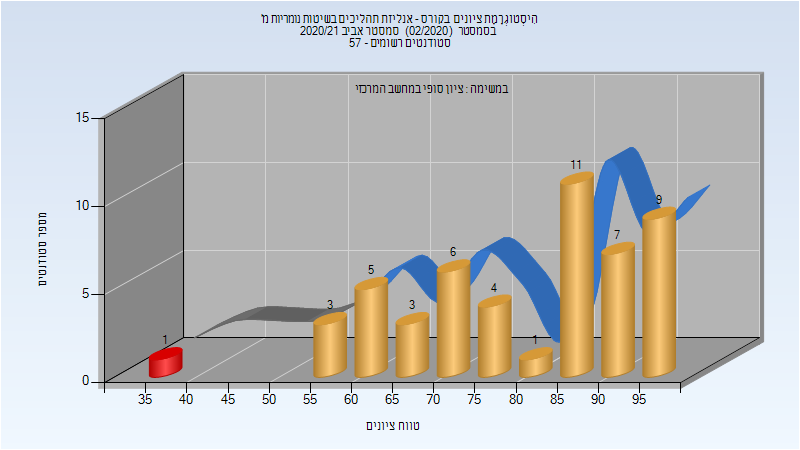 היסטוגרמת ציונים בקורס - אנליזת תהליכים בשיטות נומריות מ'
בסמסטר (02/2020) סמסטר אביב 2020/21
סטודנטים רשומים - 57
במשימה : ציון סופי במחשב המרכזי
15
10
5
0
מספר סטודנטים
1
3
5
3
6
4
1
11
7
9
35 40 45 50 55 60 65 70 75 80 85 90 95
טווח ציונים